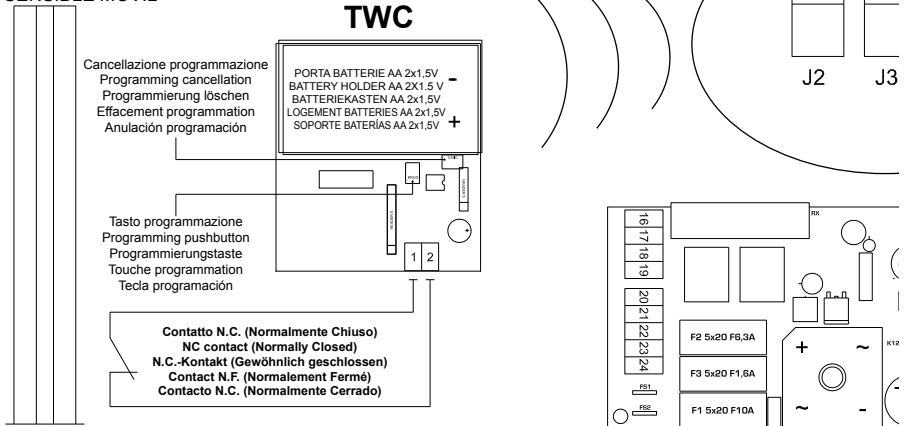 TWC
Cancellazione programmazione
Programming cancellation
Programmierung löschen
Effacement programmation
Anulación programación
PORTA BATTERIE AA 2x1,5V
BATTERY HOLDER AA 2X1.5 V
BATTERIEKASTEN AA 2x1,5V
LOGEMENT BATTERIES AA 2x1,5V
SOPORTE BATERÍAS AA 2x1,5V
-
+
CANC
PROG
Tasto programmazione
Programming pushbutton
Programmierungstaste
Touche programmation
Tecla programación
1 2
Contatto N.C. (Normalmente Chiuso)
NC contact (Normally Closed)
N.C.-Kontakt (Gewöhnlich geschlossen)
Contact N.F. (Normalement Fermé)
Contacto N.C. (Normalmente Cerrado)
J2 J3
RX
16
17
18
19
20
21
22
23
24
FS1
FS2
F2 5x20 F6,3A
F3 5x20 F1,6A
F1 5x20 F10A
+ ~
~ -
K12